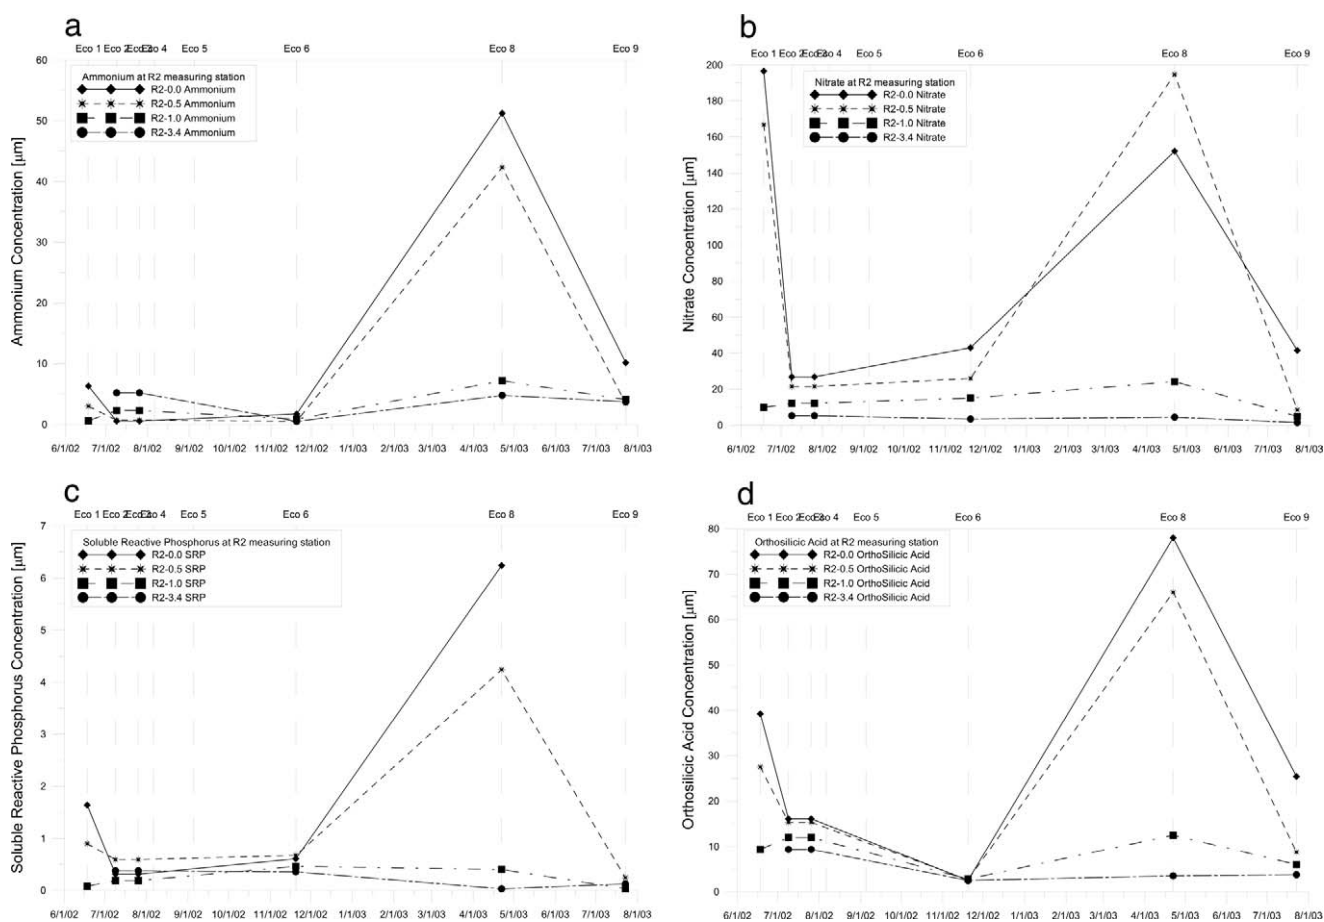 a
Eco 1 Eco 2 Eco 3 Eco 4 Eco 5 Eco 6 Eco 8 Eco 9
Ammonium at R2 measuring station
R2-0.0 Ammonium
R2-0.5 Ammonium
R2-1.0 Ammonium
R2-3.4 Ammonium
Ammonium Concentration [µm]
60
50
40
30
20
10
0
6/1/02 7/1/02 8/1/02 9/1/02 10/1/02 11/1/02 12/1/02 1/1/03 2/1/03 3/1/03 4/1/03 5/1/03 6/1/03 7/1/03 8/1/03
b
Eco 1 Eco 2 Eco 3 Eco 4 Eco 5 Eco 6 Eco 8 Eco 9
Nitrate at R2 measuring station
R2-0.0 Nitrate
R2-0.5 Nitrate
R2-1.0 Nitrate
R2-3.4 Nitrate
Nitrate Concentration [µm]
200
180
160
140
120
100
80
60
40
20
0
6/1/02 7/1/02 8/1/02 9/1/02 10/1/02 11/1/02 12/1/02 1/1/03 2/1/03 3/1/03 4/1/03 5/1/03 6/1/03 7/1/03 8/1/03
c
Eco 1 Eco 2 Eco 3 Eco 4 Eco 5 Eco 6 Eco 8 Eco 9
Soluble Reactive Phosphorus at R2 measuring station
R2-0.0 SRP
R2-0.5 SRP
R2-1.0 SRP
R2-3.4 SRP
Soluble Reactive Phosphorus Concentration [µm]
7
6
5
4
3
2
1
0
6/1/02 7/1/02 8/1/02 9/1/02 10/1/02 11/1/02 12/1/02 1/1/03 2/1/03 3/1/03 4/1/03 5/1/03 6/1/03 7/1/03 8/1/03
d
Eco 1 Eco 2 Eco 3 Eco 4 Eco 5 Eco 6 Eco 8 Eco 9
Orthosilicic Acid at R2 measuring station
R2-0.0 OrthoSilicic Acid
R2-0.5 OrthoSilicic Acid
R2-1.0 OrthoSilicic Acid
R2-3.4 OrthoSilicic Acid
Orthosilicic Acid Concentration [µm]
80
70
60
50
40
30
20
10
0
6/1/02 7/1/02 8/1/02 9/1/02 10/1/02 11/1/02 12/1/02 1/1/03 2/1/03 3/1/03 4/1/03 5/1/03 6/1/03 7/1/03 8/1/03